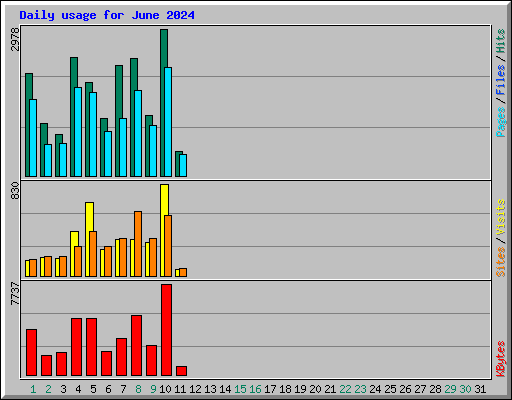 Daily usage for June 2024
2978
830
7737
Pages / Files / Hits
Sites / Visits
KBytes
1 2 3 4 5 6 7 8 9 10 11 12 13 14 15 16 17 18 19 20 21 22 23 24 25 26 27 28 29 30 31